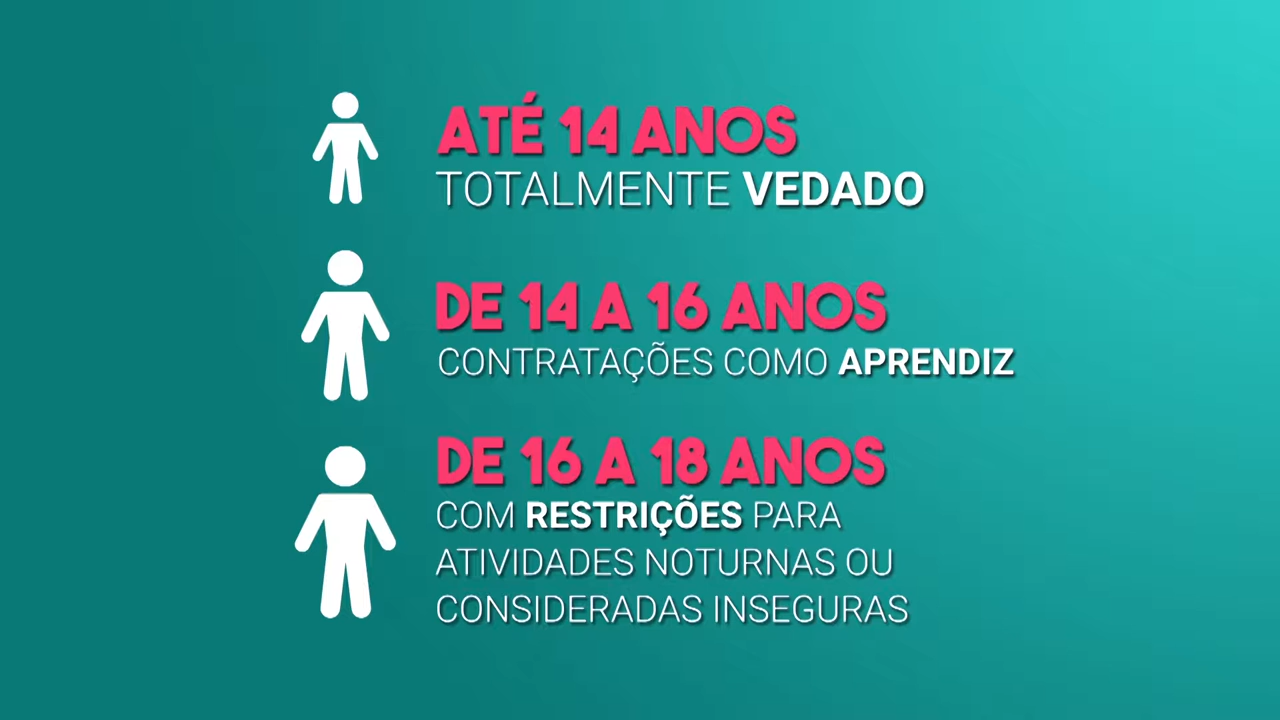 ATÉ 14 ANOS
TOTALMENTE VEDADO
DE 14 A 16 ANOS
CONTRATAÇÕES COMO APRENDIZ
DE 16 A 18 ANOS
COM RESTRIÇÕES PARA
ATIVIDADES NOTURNAS OU
CONSIDERADAS INSEGURAS